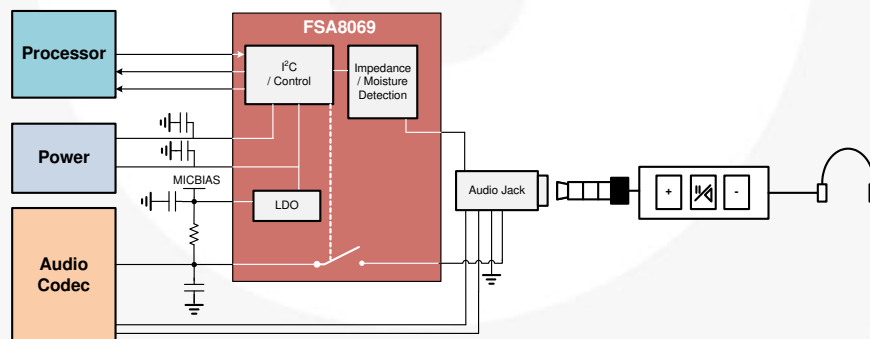 FSA8069
Processor
I²C
/ Control
Impedance
/ Moisture
Detection
Power
MICBIAS
LDO
Audio Jack
+
-
Audio
Codec